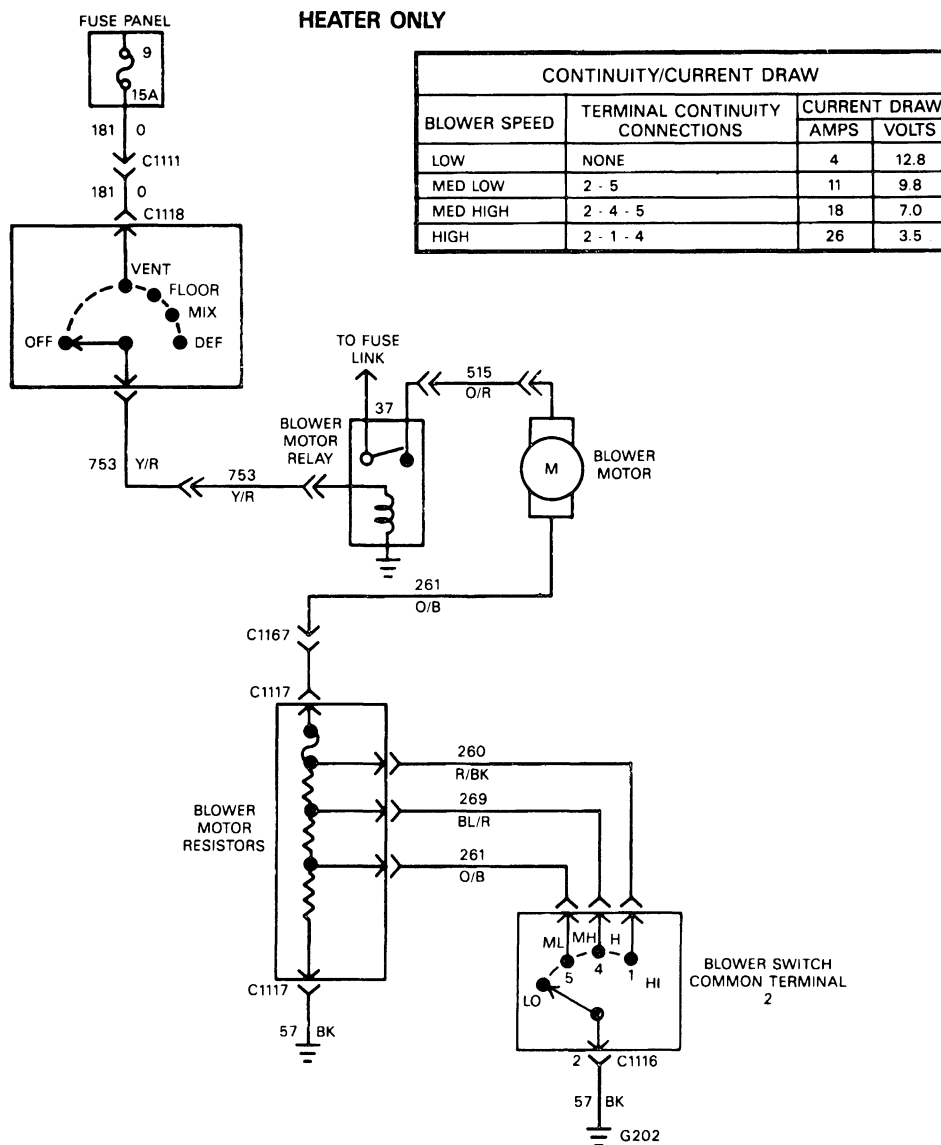 HEATER ONLY
FUSE PANEL
9
15A
181 O
C1111
181 O
C1118
VENT
FLOOR
MIX
OFF
DEF
753 Y/R
753
Y/R
CONTINUITY/CURRENT DRAW
BLOWER SPEED
TERMINAL CONTINUITY
CONNECTIONS
CURRENT DRAW
AMPS VOLTS
LOW NONE 4 12.8
MED LOW 2 - 5 11 9.8
MED HIGH 2 - 4 - 5 18 7.0
HIGH 2 - 1 - 4 26 3.5
TO FUSE
LINK
37
BLOWER
MOTOR
RELAY
515
O/R
M
BLOWER
MOTOR
261
O/B
C1167
C1117
BLOWER
MOTOR
RESISTORS
260
R/BK
269
BL/R
261
O/B
C1117
57 BK
ML MH H
5 4 1
LO
HI
BLOWER SWITCH
COMMON TERMINAL
2
2 C1116
57 BK
G202